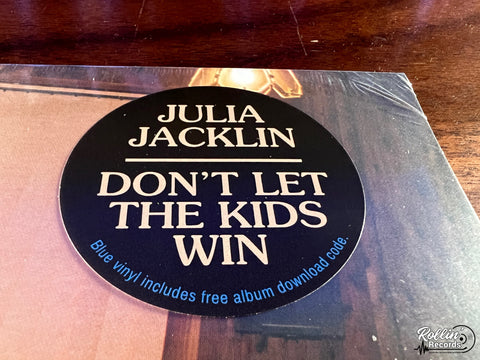 JULIA
JACKLIN
DON'T LET
THE KIDS
WIN
Blue vinyl includes free album download code.
Rollin'
Records